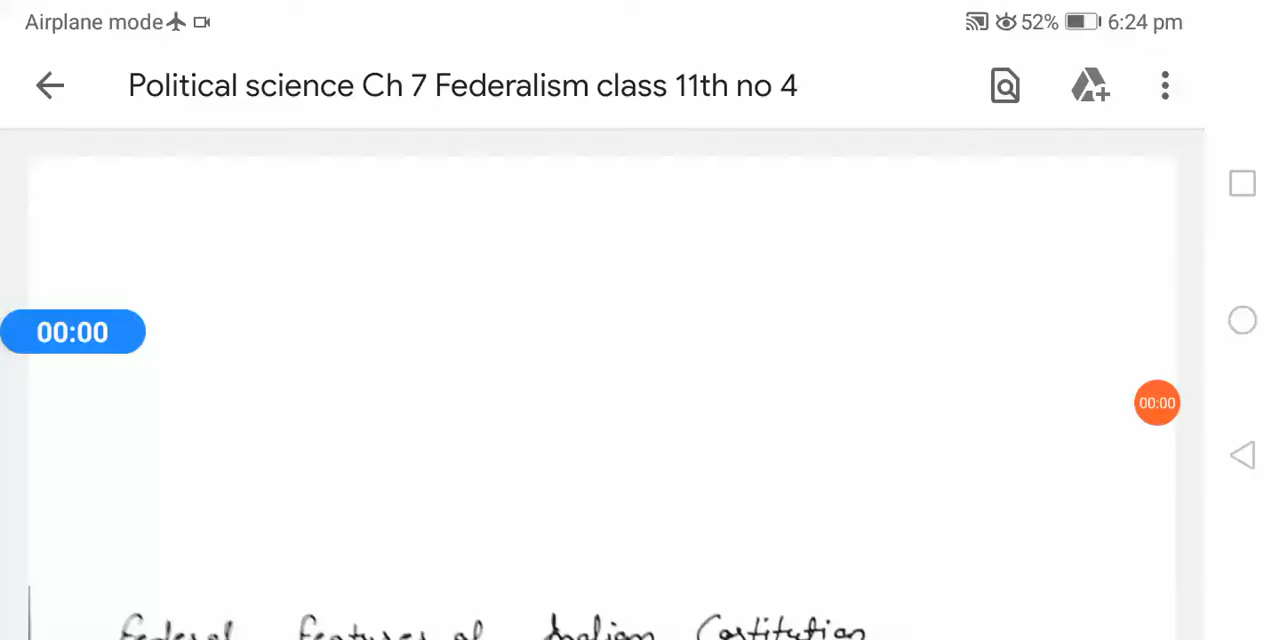 Airplane mode 52% 6:24 pm
Political science Ch 7 Federalism class 11th no 4
00:00
00:00
Federal Features of Indian Costitution